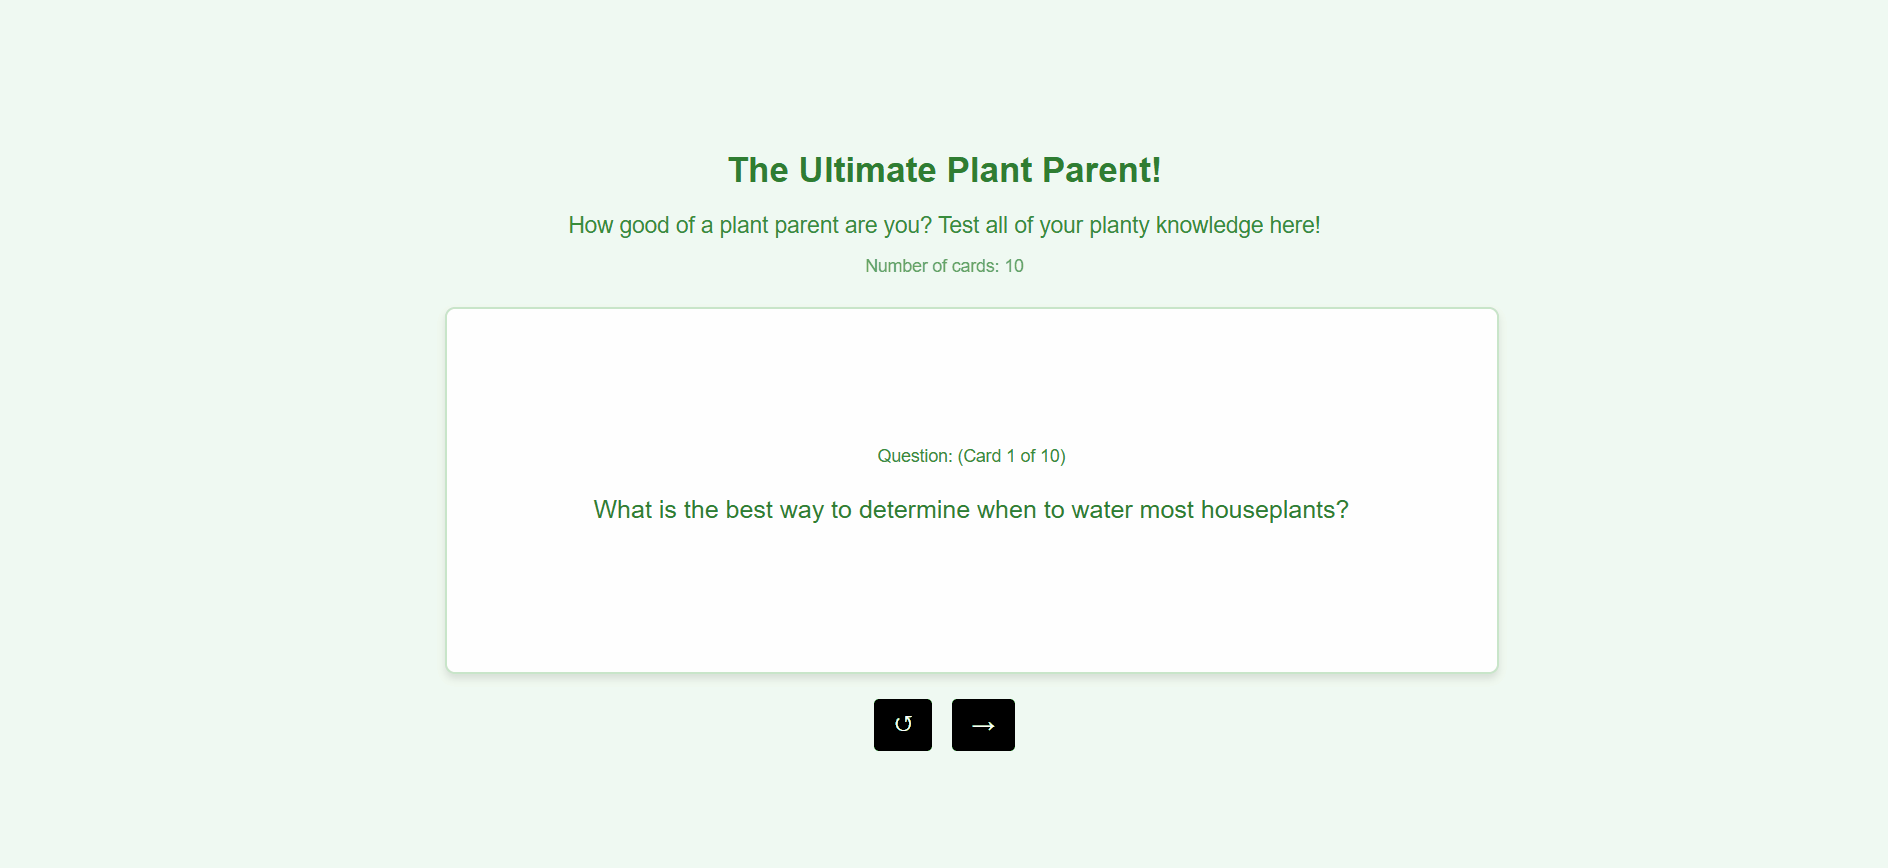 The Ultimate Plant Parent!
How good of a plant parent are you? Test all of your planty knowledge here!
Number of cards: 10
Question: (Card 1 of 10)
What is the best way to determine when to water most houseplants?
↺ →